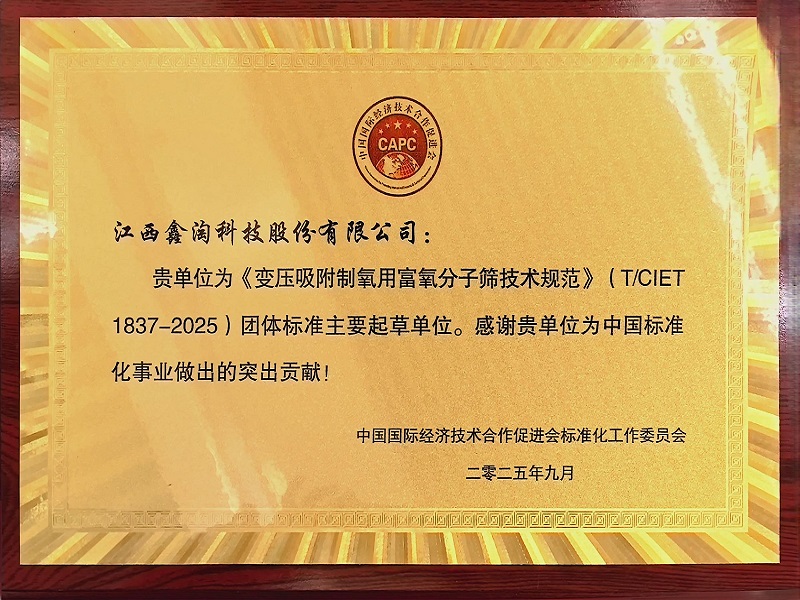 中国国际经济技术合作促进会
CAPC
江西鑫淘科技股份有限公司：
贵单位为《变压吸附制氧用富氧分子筛技术规范》（T/CIET
1837-2025）团体标准主要起草单位。感谢贵单位为中国标准
化事业做出的突出贡献！
中国国际经济技术合作促进会标准化工作委员会
二零二五年九月